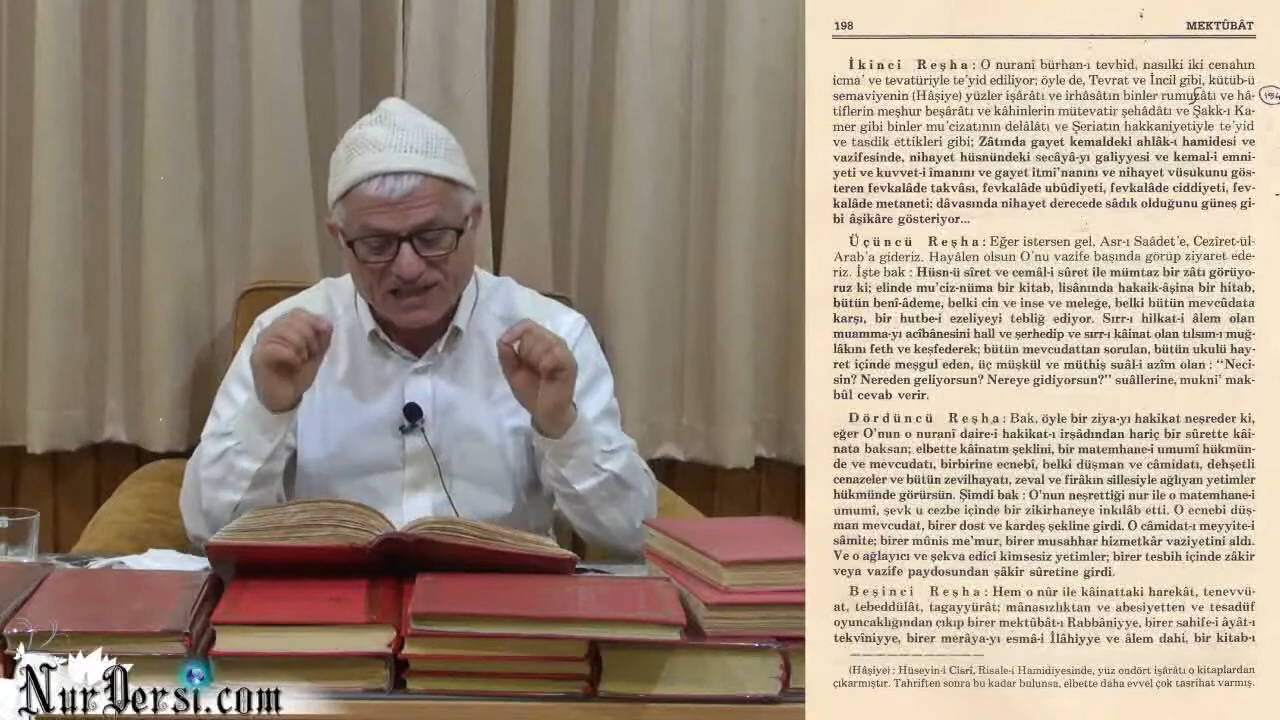 198 MEKTÛBÂT
İkinci Reşha: O nuranî bürhan-ı tevhid, nasılki iki cenahın
icma' ve tevatüriyle te'yid ediliyor; öyle de, Tevrat ve İncil gibi, kütüb-ü
semaviyenin (Hâşiye) yüzler işârâtı ve irhâsâtın binler rumuzâtı ve hâ-
tiflerin meşhur beşârâtı ve kâhinlerin mütevatir şehâdâtı ve Şakk-ı Ka-
mer gibi binler mu'cizatının delâlâtı ve Şeriatın hakkaniyetiyle te'yid
ve tasdik ettikleri gibi; Zâtında gayet kemaldeki ahlâk-ı hamidesi ve
vazifesinde, nihayet hüsnündeki secâyâ-yı galiyyesi ve kemal-i emni-
yeti ve kuvvet-i îmanını ve gayet itmî'nanını ve nihayet vüsukunu gös-
teren fevkalâde takvâsı, fevkalâde ubûdiyeti, fevkalâde ciddiyeti, fev-
kalâde metaneti; dâvasında nihayet derecede sâdık olduğunu güneş gi-
bi âşikâre gösteriyor...
Üçüncü Reşha: Eğer istersen gel, Asr-ı Saâdet'e, Cezîret-ül-
Arab'a gideriz. Hayâlen olsun O'nu vazife başında görüp ziyaret ede-
riz. İşte bak : Hüsn-ü sîret ve cemâl-i sûret ile mümtaz bir zâtı görüyo-
ruz ki; elinde mu'ciz-nüma bir kitab, lisânında hakaik-âşina bir hitab,
bütün benî-âdeme, belki cin ve inse ve meleğe, belki bütün mevcûdata
karşı, bir hutbe-i ezeliyeyi tebliğ ediyor. Sırr-ı hilkat-i âlem olan
muamma-yı acîbânesini hall ve şerhedip ve sırr-ı kâinat olan tılsım-ı muğ-
lâkını feth ve keşfederek; bütün mevcudattan sorulan, bütün ukulü hay-
ret içinde meşgul eden, üç müşkül ve müthiş suâl-i azîm olan : "Neci-
sin? Nereden geliyorsun? Nereye gidiyorsun?" suâllerine, mukni' mak-
bûl cevab verir.
Dördüncü Reşha: Bak, öyle bir ziya-yı hakikat neşreder ki,
eğer O'nun o nuranî daire-i hakikat-ı irşâdından hariç bir sûrette kâi-
nata baksan; elbette kâinatın şeklini, bir matemhane-i umumî hükmün-
de ve mevcudatı, birbirine ecnebî, belki düşman ve câmidatı, dehşetli
cenazeler ve bütün zevilhayatı, zeval ve firâkın sillesiyle ağlıyan yetimler
hükmünde görürsün. Şimdi bak : O'nun neşrettiği nur ile o matemhane-i
umumî, şevk u cezbe içinde bir zikirhaneye inkılâb etti. O ecnebi düş-
man mevcudat, birer dost ve kardeş şekline girdi. O câmidat-ı meyyite-i
sâmite; birer mûnis me'mur, birer musahhar hizmetkâr vaziyetini aldı.
Ve o ağlayıcı ve şekva edici kimsesiz yetimler; birer tesbih içinde zâkir
veya vazife paydosundan şâkir sûretine girdi.
Beşinci Reşha: Hem o nûr ile kâinattaki harekât, tenevvü-
at, tebeddülât, tagayyürât; mânasızlıktan ve abesiyetten ve tesadüf
oyuncaklığından çıkıp birer mektûbât-ı Rabbâniyye, birer sahife-i âyât-ı
tekvîniyye, birer merâya-yı esmâ-i İlâhiyye ve âlem dahi, bir kitab-ı
(Hâşiye) : Hüseyin-i Cisrî, Risale-i Hamidiyesinde, yüz ondört işârâtı o kitaplardan
çıkarmıştır. Tahriften sonra bu kadar bulunsa, elbette daha evvel çok tasrihat varmış.
NurDersi.com